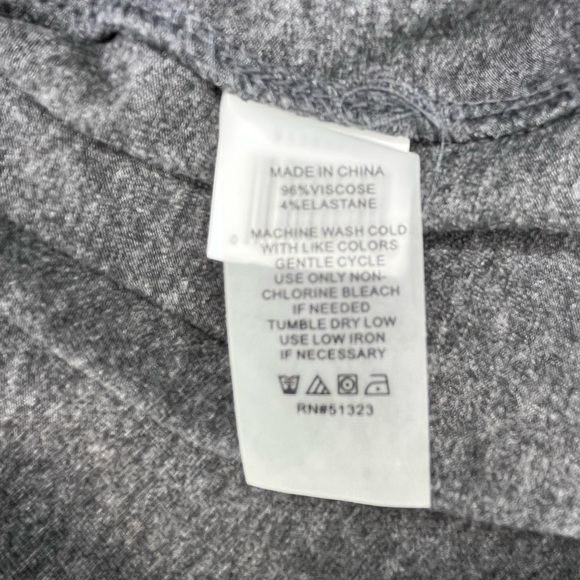 MADE IN CHINA
96%VISCOSE
4%ELASTANE
MACHINE WASH COLD
WITH LIKE COLORS
GENTLE CYCLE
USE ONLY NON-
CHLORINE BLEACH
IF NEEDED
TUMBLE DRY LOW
USE LOW IRON
IF NECESSARY
RN#51323